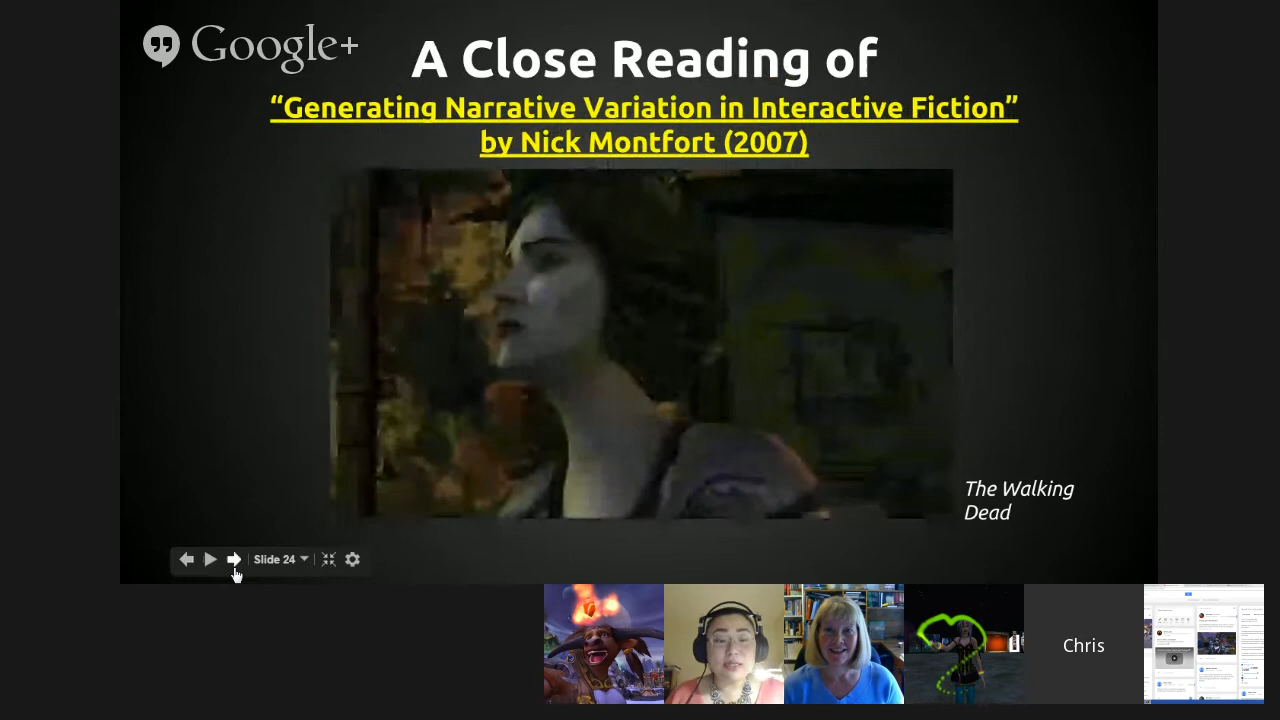 Google+
A Close Reading of
“Generating Narrative Variation in Interactive Fiction”
by Nick Montfort (2007)
The Walking
Dead
Slide 24
Chris